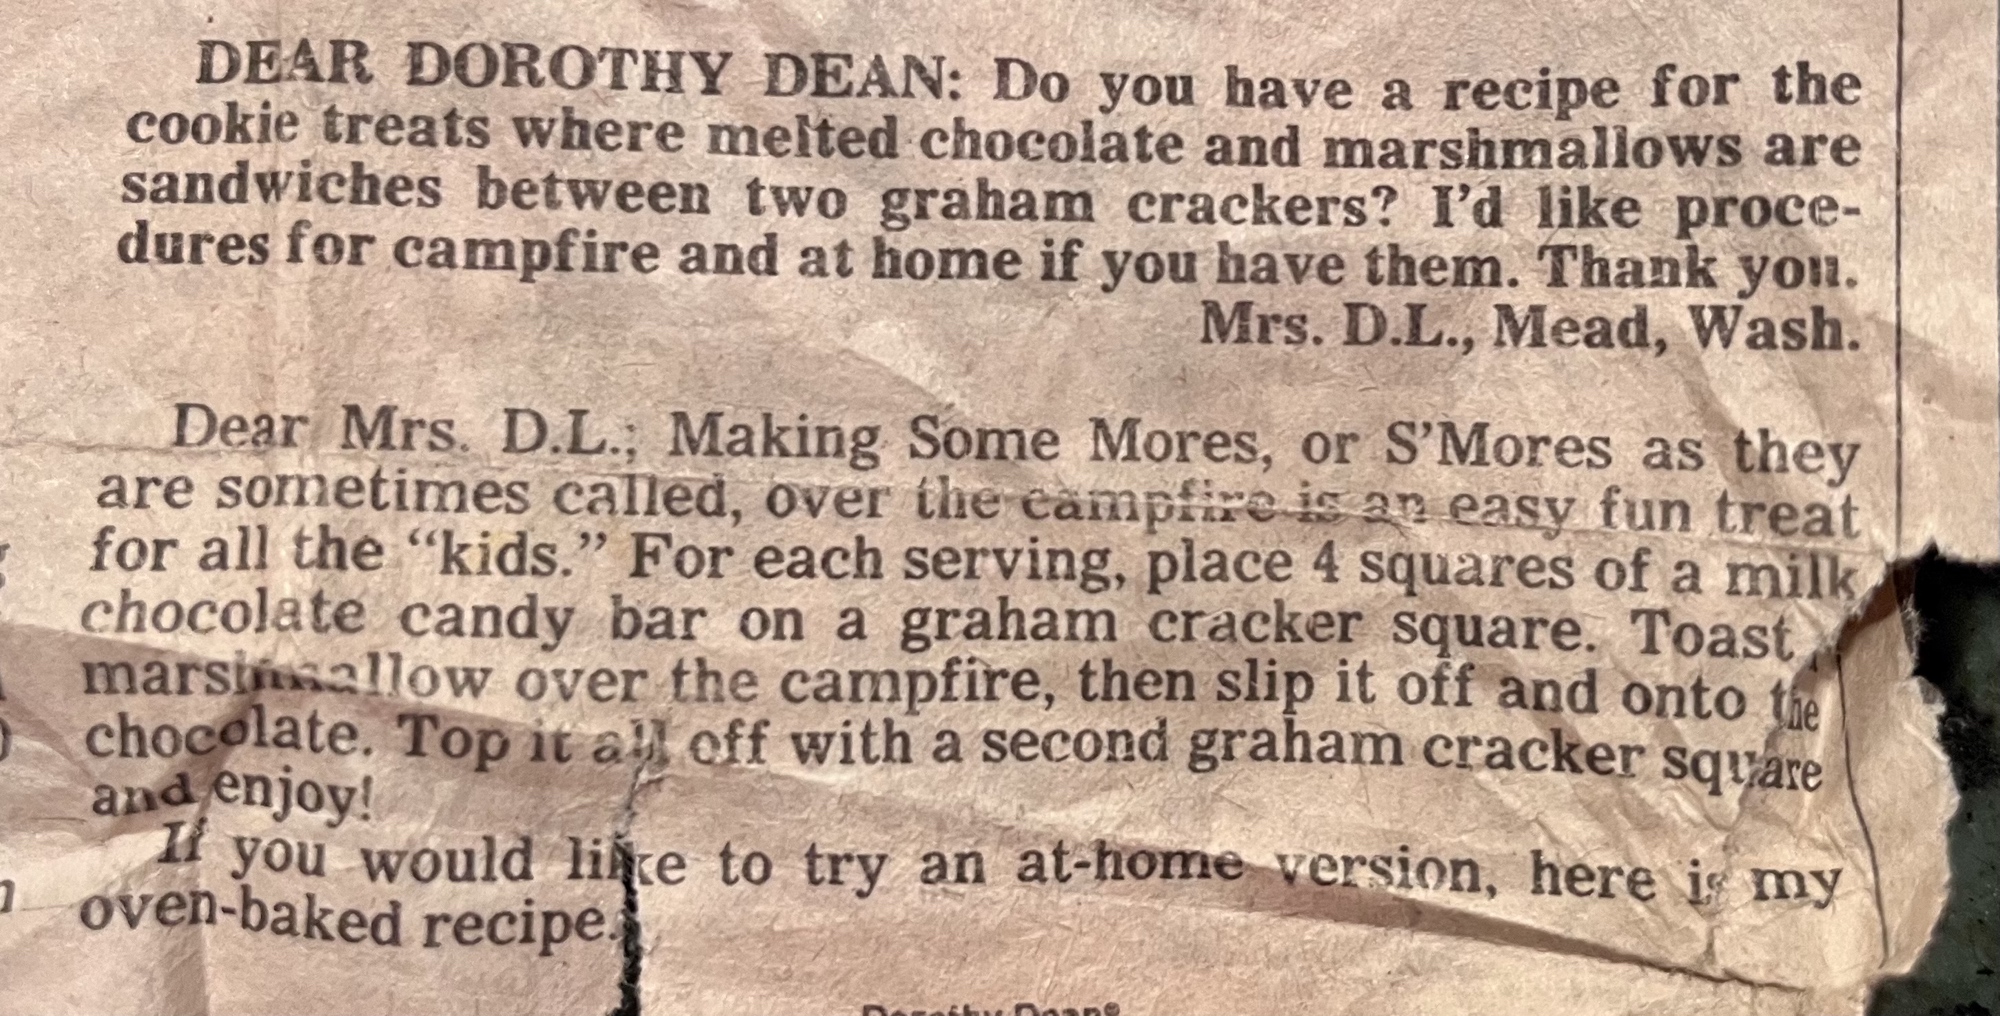 DEAR DOROTHY DEAN: Do you have a recipe for the
cookie treats where melted chocolate and marshmallows are
sandwiches between two graham crackers? I'd like proce-
dures for campfire and at home if you have them. Thank you.
Mrs. D.L., Mead, Wash.
Dear Mrs. D.L.; Making Some Mores, or S'Mores as they
are sometimes called, over the campfire is an easy fun treat
for all the “kids.” For each serving, place 4 squares of a milk
chocolate candy bar on a graham cracker square. Toast
marshmallow over the campfire, then slip it off and onto the
chocolate. Top it all off with a second graham cracker square
and enjoy!
If you would like to try an at-home version, here is my
oven-baked recipe.
Dorothy Dean®